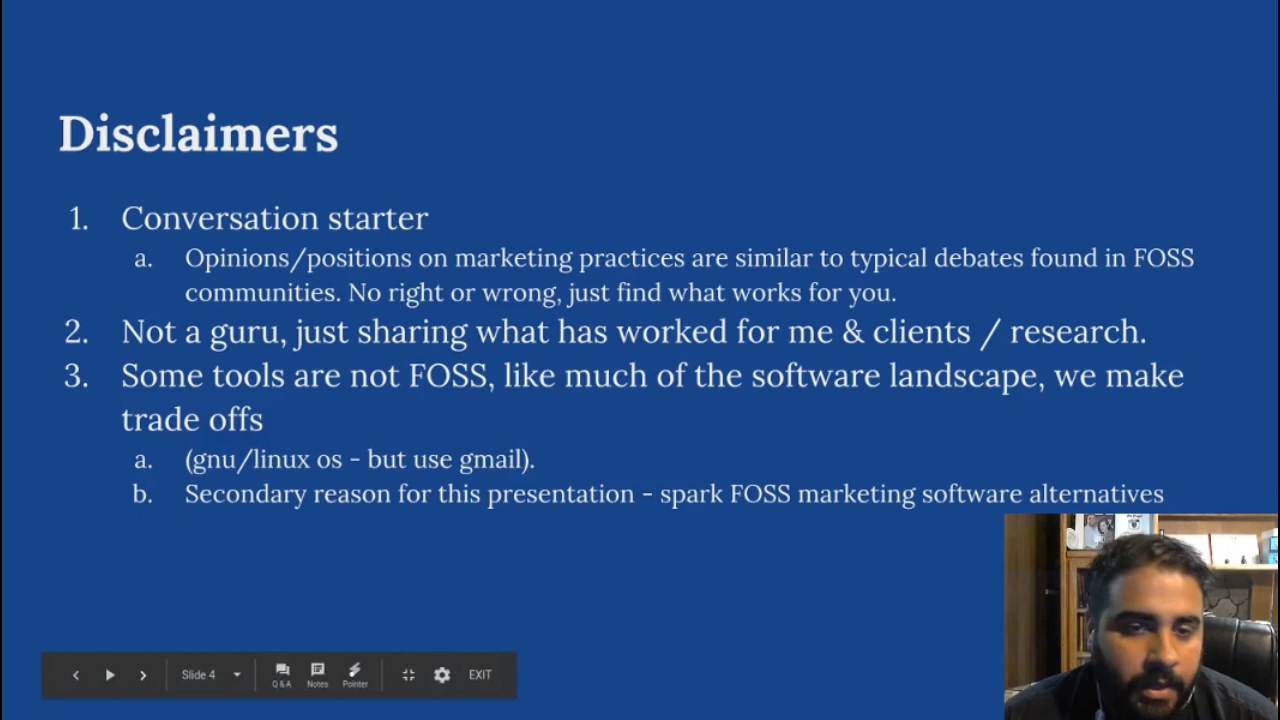 Disclaimers
1. Conversation starter
a. Opinions/positions on marketing practices are similar to typical debates found in FOSS
communities. No right or wrong, just find what works for you.
2. Not a guru, just sharing what has worked for me & clients / research.
3. Some tools are not FOSS, like much of the software landscape, we make
trade offs
a. (gnu/linux os - but use gmail).
b. Secondary reason for this presentation - spark FOSS marketing software alternatives
Slide 4 Q & A Notes Pointer EXIT